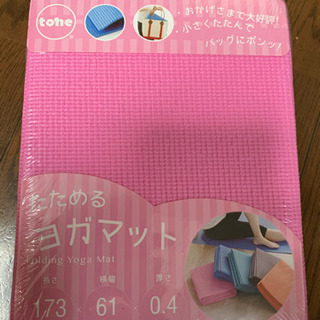 tone
おかげさまで大好評!
小さくたたんで
バッグにポンッ!
たためる
ヨガマット
Folding Yoga Mat
長さ 横幅 厚さ
173 × 61 × 0.4